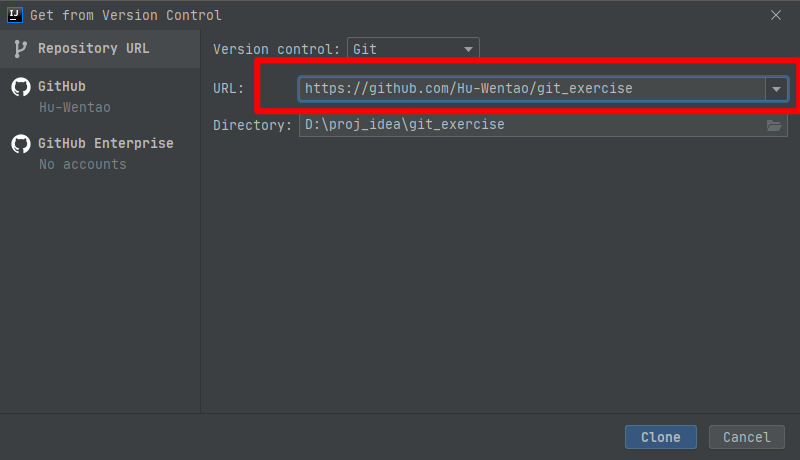 IJ Get from Version Control
Repository URL
GitHub
Hu-Wentao
GitHub Enterprise
No accounts
Version control: Git
URL: https://github.com/Hu-Wentao/git_exercise
Directory: D:\proj_idea\git_exercise
Clone Cancel